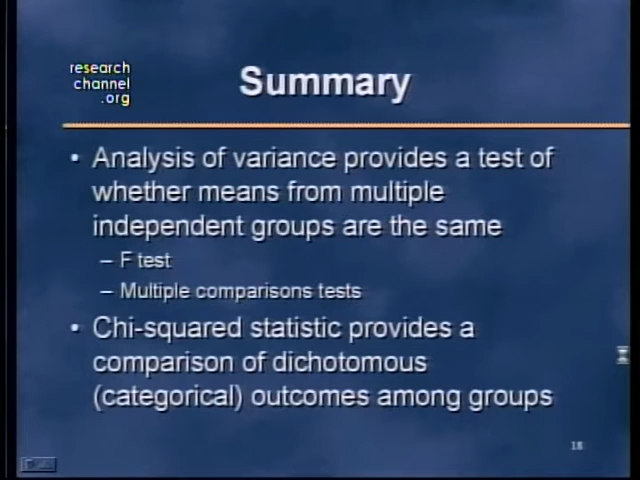 research
channel
.org
Summary
• Analysis of variance provides a test of
whether means from multiple
independent groups are the same
– F test
– Multiple comparisons tests
• Chi-squared statistic provides a
comparison of dichotomous
(categorical) outcomes among groups
18